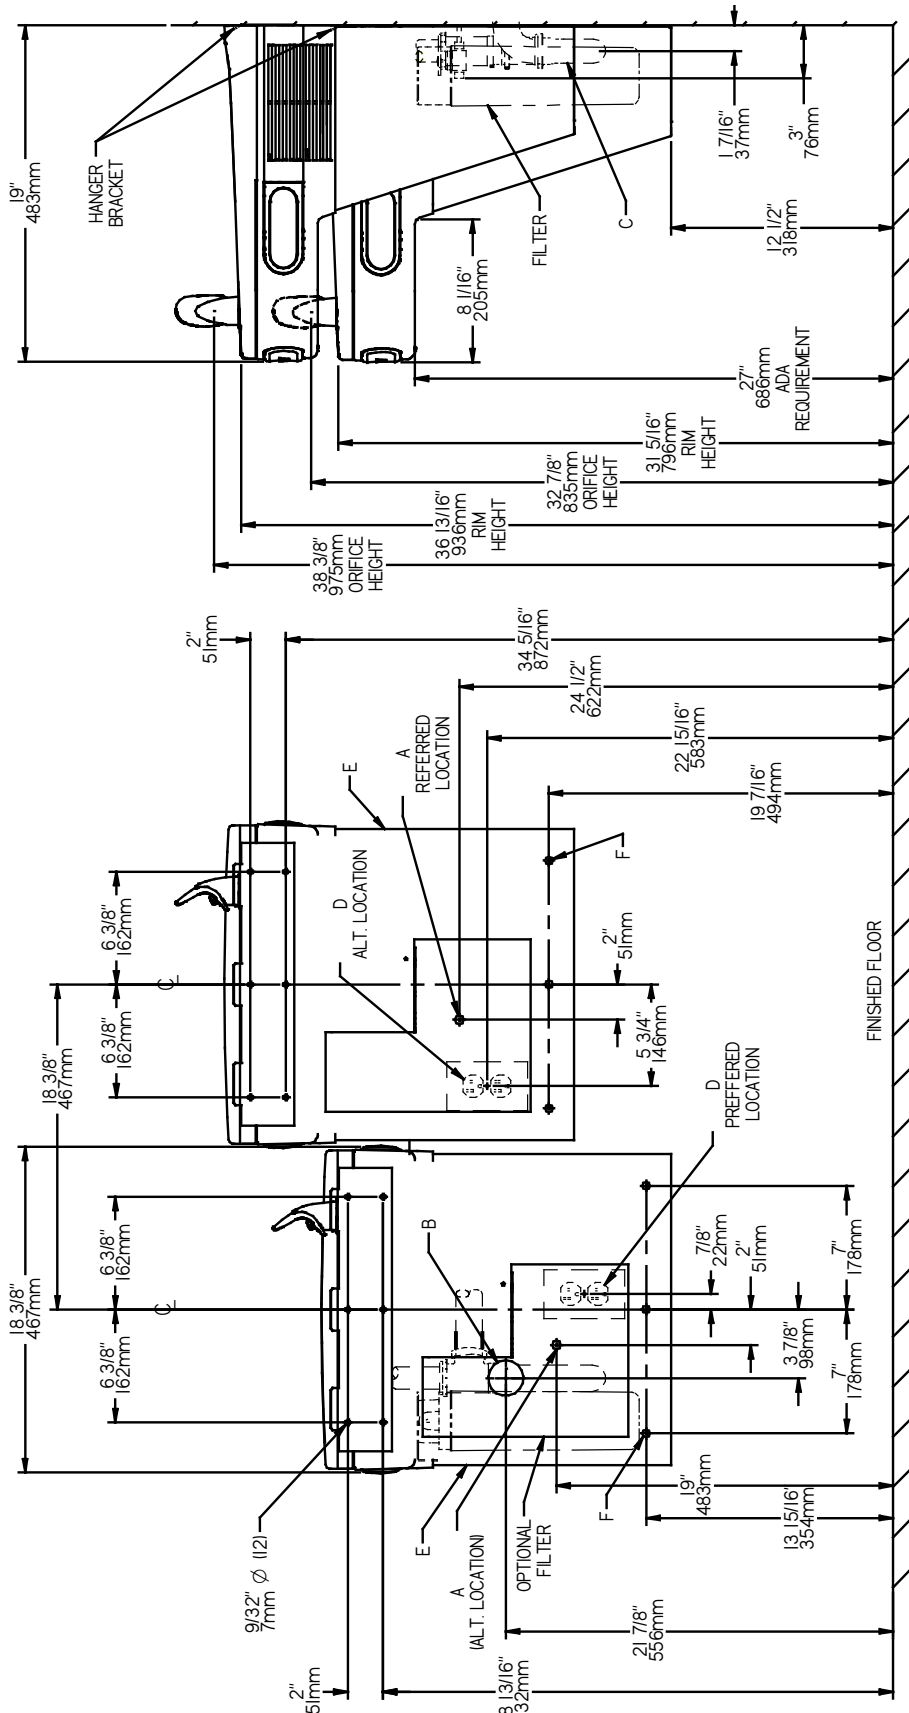 19"
483mm
HANGER
BRACKET
FILTER
C
1 7/16"
37mm
3"
76mm
12 1/2"
318mm
8 1/16"
205mm
27"
686mm
ADA
REQUIREMENT
31 5/16"
796mm
RIM
HEIGHT
32 7/8"
835mm
ORIFICE
HEIGHT
36 13/16"
936mm
RIM
HEIGHT
38 3/8"
975mm
ORIFICE
HEIGHT
2"
51mm
34 5/16"
872mm
24 1/2"
622mm
22 15/16"
583mm
19 7/16"
494mm
A
REFERRED
LOCATION
E
F
D
ALT. LOCATION
6 3/8"
162mm
6 3/8"
162mm
18 3/8"
467mm
CL
2"
51mm
5 3/4"
146mm
FINISHED FLOOR
D
PREFFERED
LOCATION
18 3/8"
467mm
6 3/8"
162mm
6 3/8"
162mm
CL
B
7/8"
22mm
2"
51mm
7"
178mm
3 7/8"
98mm
7"
178mm
9/32"
7mm Ø (12)
E
A
(ALT. LOCATION)
OPTIONAL
FILTER
F
19"
483mm
13 15/16"
354mm
21 7/8"
556mm
2"
51mm
8 13/16"
32mm